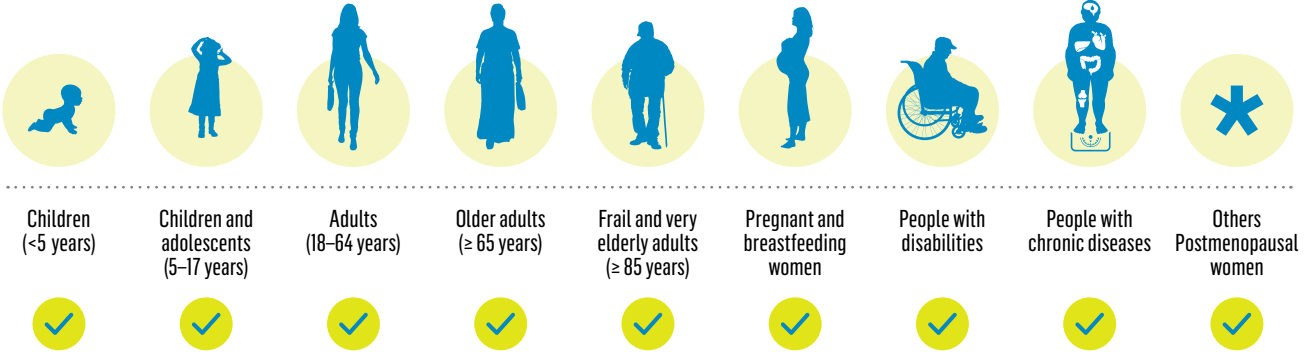 Children
(<5 years)
Children and
adolescents
(5–17 years)
Adults
(18–64 years)
Older adults
(≥ 65 years)
Frail and very
elderly adults
(≥ 85 years)
Pregnant and
breastfeeding
women
People with
disabilities
People with
chronic diseases
Others
Postmenopausal
women